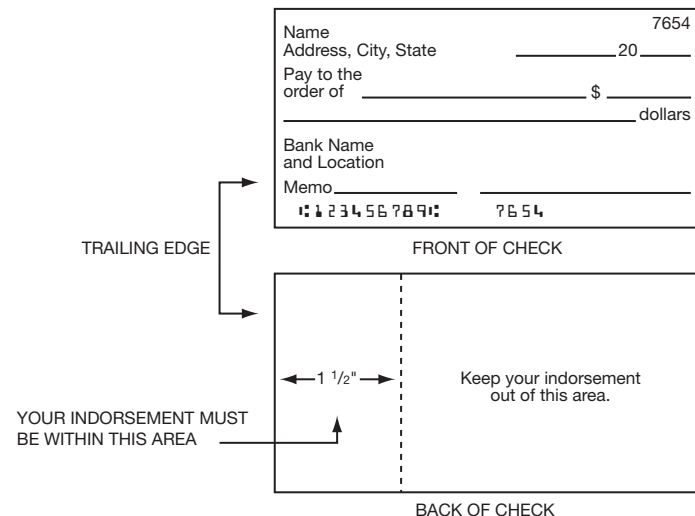 7654
Name
Address, City, State 20
Pay to the
order of $
dollars
Bank Name
and Location
Memo
⑆123456789⑆ 7654
TRAILING EDGE
FRONT OF CHECK
1 1/2"
Keep your indorsement
out of this area.
YOUR INDORSEMENT MUST
BE WITHIN THIS AREA
BACK OF CHECK